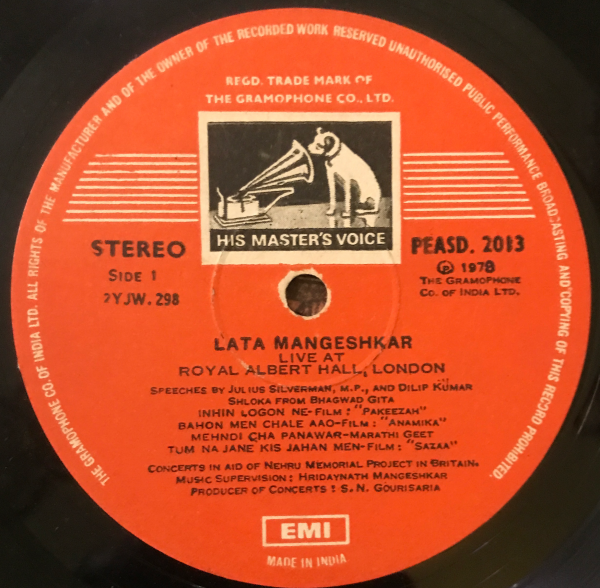 THE GRAMOPHONE CO. OF INDIA LTD. ALL RIGHTS OF THE MANUFACTURER AND OF THE OWNER OF THE RECORDED WORK RESERVED UNAUTHORISED PUBLIC PERFORMANCE BROADCASTING AND COPYING OF THIS RECORD PROHIBITED.
REGD. TRADE MARK OF
THE GRAMOPHONE CO., LTD.
HIS MASTER'S VOICE
STEREO
SIDE 1
2YJW. 298
PEASD. 2013
℗ 1978
THE GRAMOPHONE
CO. OF INDIA LTD.
LATA MANGESHKAR
LIVE AT
ROYAL ALBERT HALL, LONDON
SPEECHES BY JULIUS SILVERMAN, M.P., AND DILIP KUMAR
SHLOKA FROM BHAGWAD GITA
INHIN LOGON NE-FILM: "PAKEEZAH"
BAHON MEN CHALE AAO-FILM: "ANAMIKA"
MEHNDI CHA PANAWAR-MARATHI GEET
TUM NA JANE KIS JAHAN MEN-FILM: "SAZAA"
CONCERTS IN AID OF NEHRU MEMORIAL PROJECT IN BRITAIN.
MUSIC SUPERVISION: HRIDAYNATH MANGESHKAR
PRODUCER OF CONCERTS: S. N. GOURISARIA
EMI
MADE IN INDIA